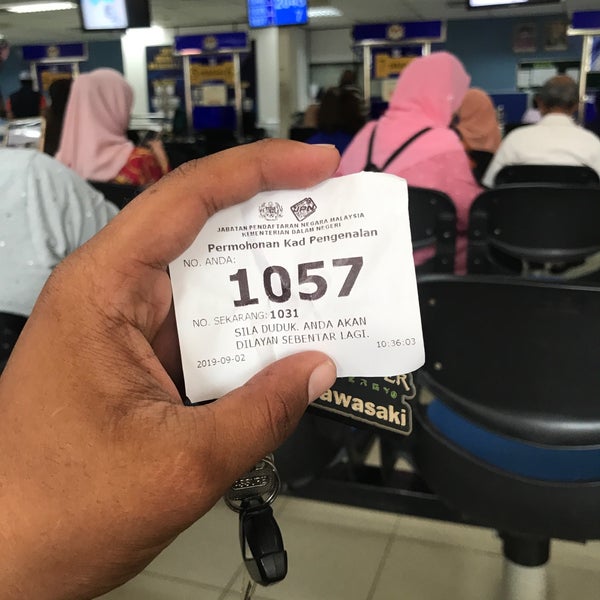 JPN
JABATAN PENDAFTARAN NEGARA MALAYSIA
KEMENTERIAN DALAM NEGERI
Permohonan Kad Pengenalan
NO. ANDA:
1057
NO. SEKARANG: 1031
SILA DUDUK. ANDA AKAN
DILAYAN SEBENTAR LAGI.
2019-09-02 10:36:03
awasaki